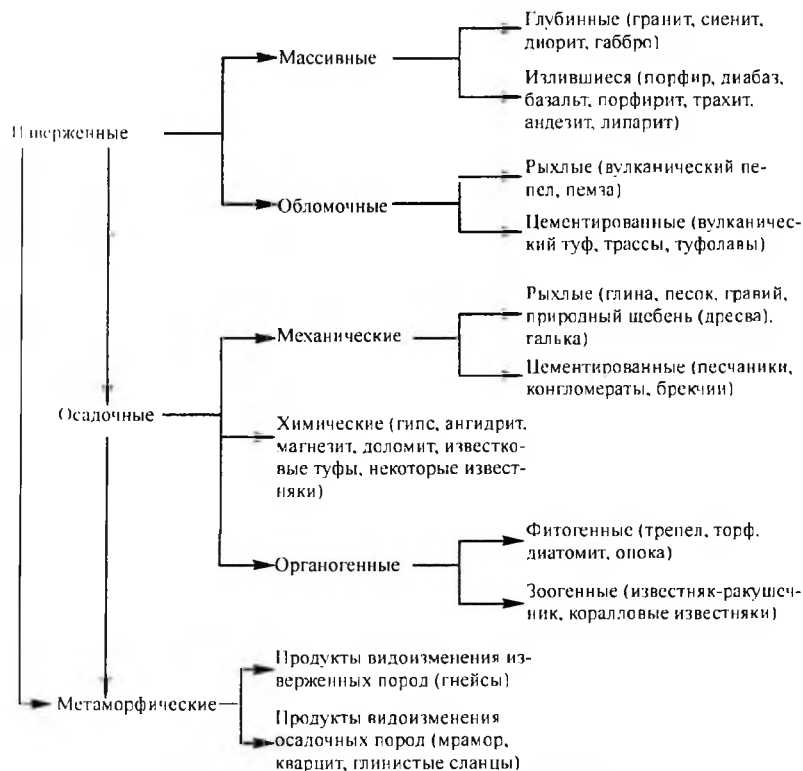 Глубинные (гранит, сиенит,
диорит, габбро)
Массивные
Излившиеся (порфир, диабаз,
базальт, порфирит, трахит,
андезит, липарит)
Изверженные
Рыхлые (вулканический пе-
пел, пемза)
Обломочные
Цементированные (вулканичес-
кий туф, трассы, туфолавы)
Рыхлые (глина, песок, гравий,
природный щебень (дресва),
галька)
Механические
Цементированные (песчаники,
конгломераты, брекчии)
Осадочные
Химические (гипс, ангидрит,
магнезит, доломит, известко-
вые туфы, некоторые извест-
няки)
Фитогенные (трепел, торф,
диатомит, опока)
Органогенные
Зоогенные (известняк-ракушеч-
ник, коралловые известняки)
Продукты видоизменения из-
верженных пород (гнейсы)
Метаморфические
Продукты видоизменения
осадочных пород (мрамор,
кварцит, глинистые сланцы)